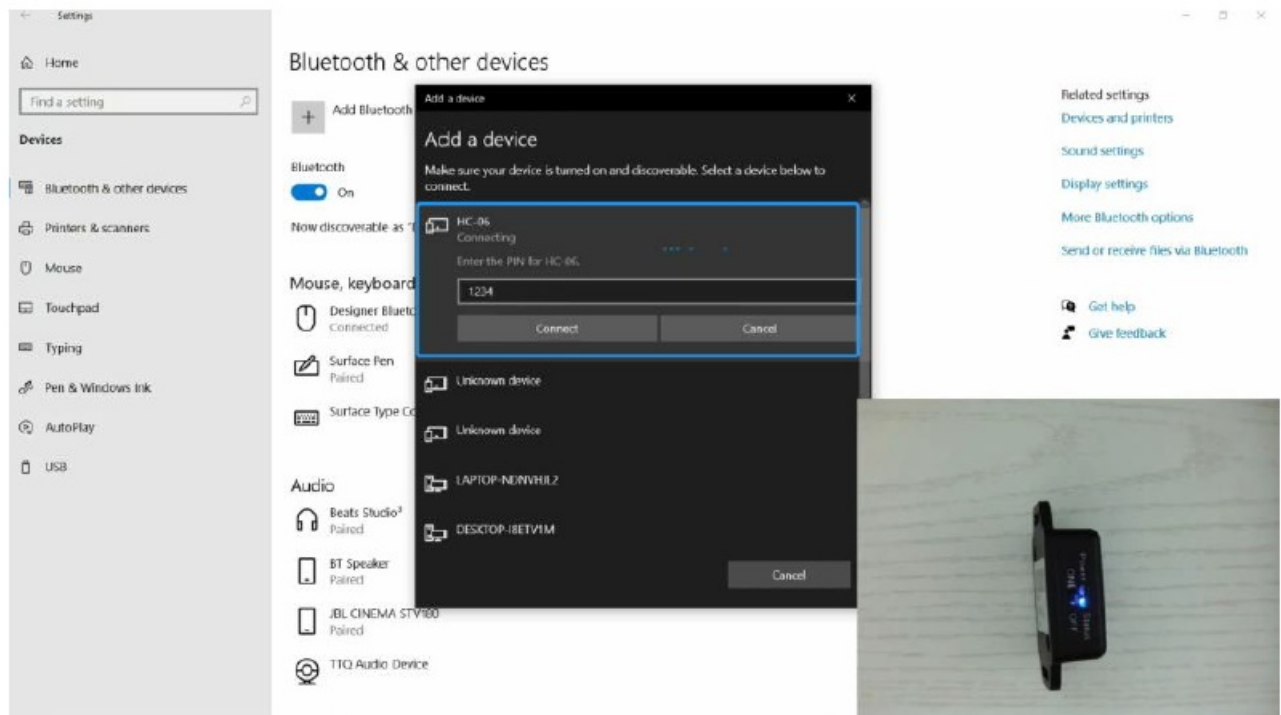 Settings
Home
Find a setting
Devices
Bluetooth & other devices
Printers & scanners
Mouse
Touchpad
Typing
Pen & Windows Ink
AutoPlay
USB
Bluetooth & other devices
Add Bluetooth
Bluetooth
On
Now discoverable as
Mouse, keyboard
Designer Blueto
Connected
Surface Pen
Paired
Surface Type Co
Audio
Beats Studio³
Paired
BT Speaker
Paired
JBL CINEMA STV180
Paired
TTQ Audio Device
Add a device
Add a device
Make sure your device is turned on and discoverable. Select a device below to
connect.
HC-06
Connecting
Enter the PIN for HC-06.
1234
Connect Cancel
Unknown device
Unknown device
LAPTOP-NDNVHJL2
DESKTOP-I8ETV1M
Cancel
Related settings
Devices and printers
Sound settings
Display settings
More Bluetooth options
Send or receive files via Bluetooth
Get help
Give feedback
Power Status
ON OFF